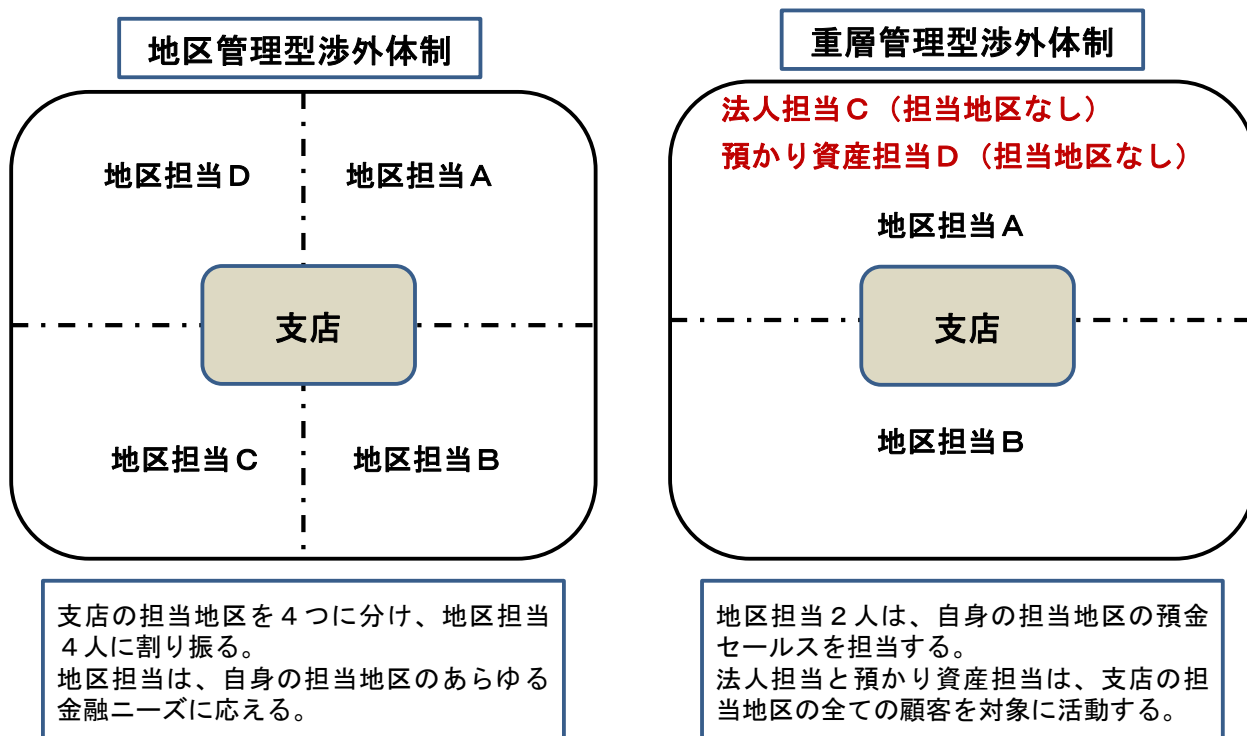 地区管理型渉外体制
地区担当Ｄ
地区担当Ａ
支店
地区担当Ｃ
地区担当Ｂ
支店の担当地区を４つに分け、地区担当
４人に割り振る。
地区担当は、自身の担当地区のあらゆる
金融ニーズに応える。
重層管理型渉外体制
法人担当Ｃ（担当地区なし）
預かり資産担当Ｄ（担当地区なし）
地区担当Ａ
支店
地区担当Ｂ
地区担当２人は、自身の担当地区の預金
セールスを担当する。
法人担当と預かり資産担当は、支店の担
当地区の全ての顧客を対象に活動する。